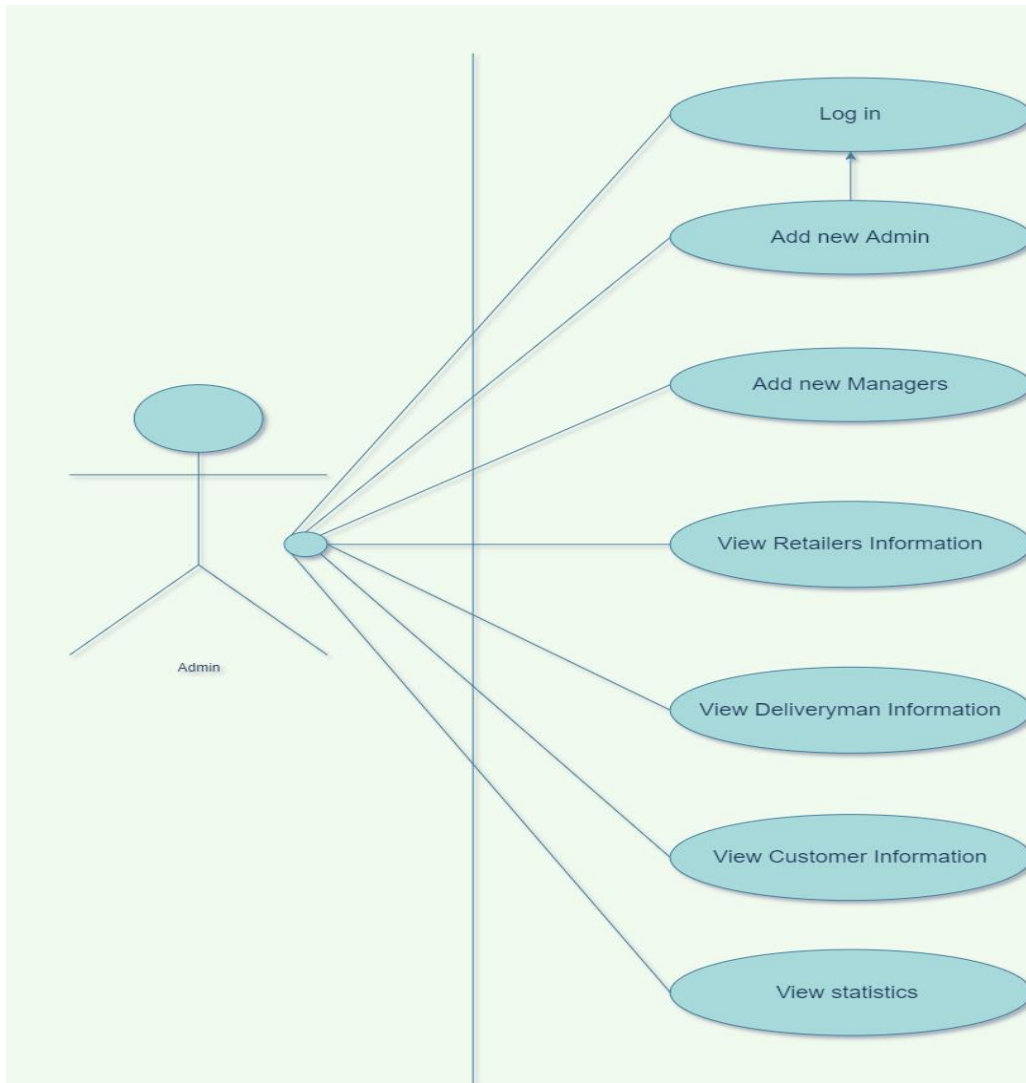 Log in
Add new Admin
Add new Managers
View Retailers Information
Admin
View Deliveryman Information
View Customer Information
View statistics